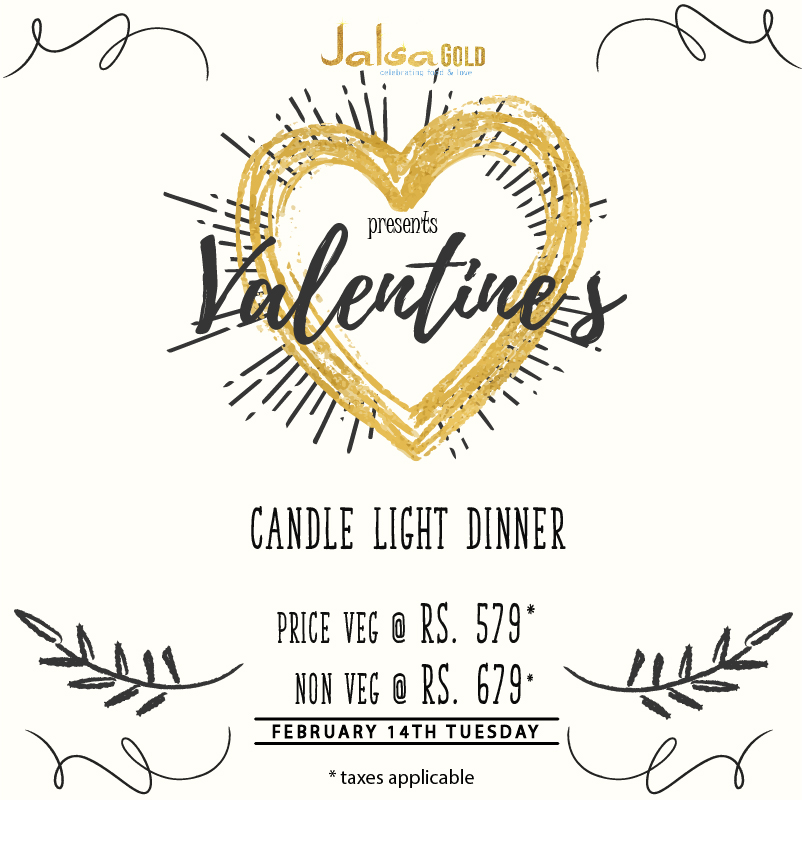 Jalsa GOLD
celebrating food & love
presents
Valentine's
CANDLE LIGHT DINNER
PRICE VEG @ RS. 579*
NON VEG @ RS. 679*
FEBRUARY 14TH TUESDAY
* taxes applicable